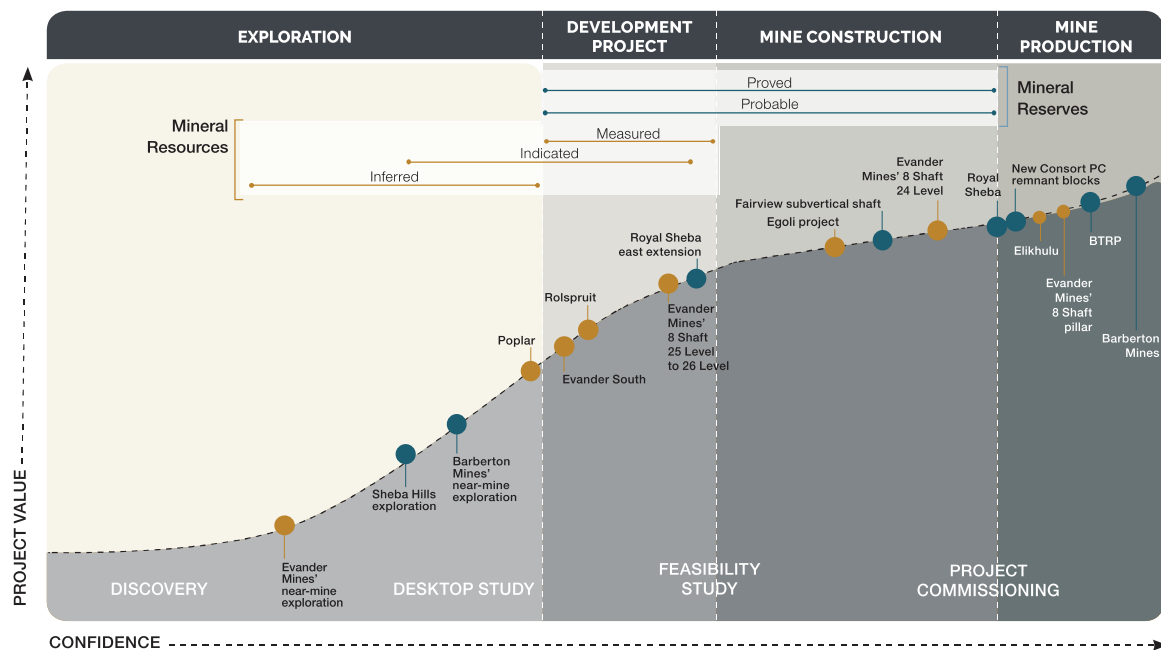 EXPLORATION
DEVELOPMENT
PROJECT
MINE CONSTRUCTION
MINE
PRODUCTION
Proved
Probable
Mineral
Reserves
Mineral
Resources
Measured
Indicated
Inferred
Evander
Mines’ 8 Shaft
24 Level
Royal
Sheba
New Consort PC
remnant blocks
Fairview subvertical shaft
Egoli project
Royal Sheba
east extension
BTRP
Elikhulu
Evander
Mines’
8 Shaft
pillar
Barberton
Mines
Rolspruit
Evander
Mines’
8 Shaft
25 Level
to 26 Level
Poplar
Evander South
Barberton
Mines’
near-mine
exploration
Sheba Hills
exploration
Evander
Mines’
near-mine
exploration
DISCOVERY
DESKTOP STUDY
FEASIBILITY
STUDY
PROJECT
COMMISSIONING
PROJECT VALUE
CONFIDENCE